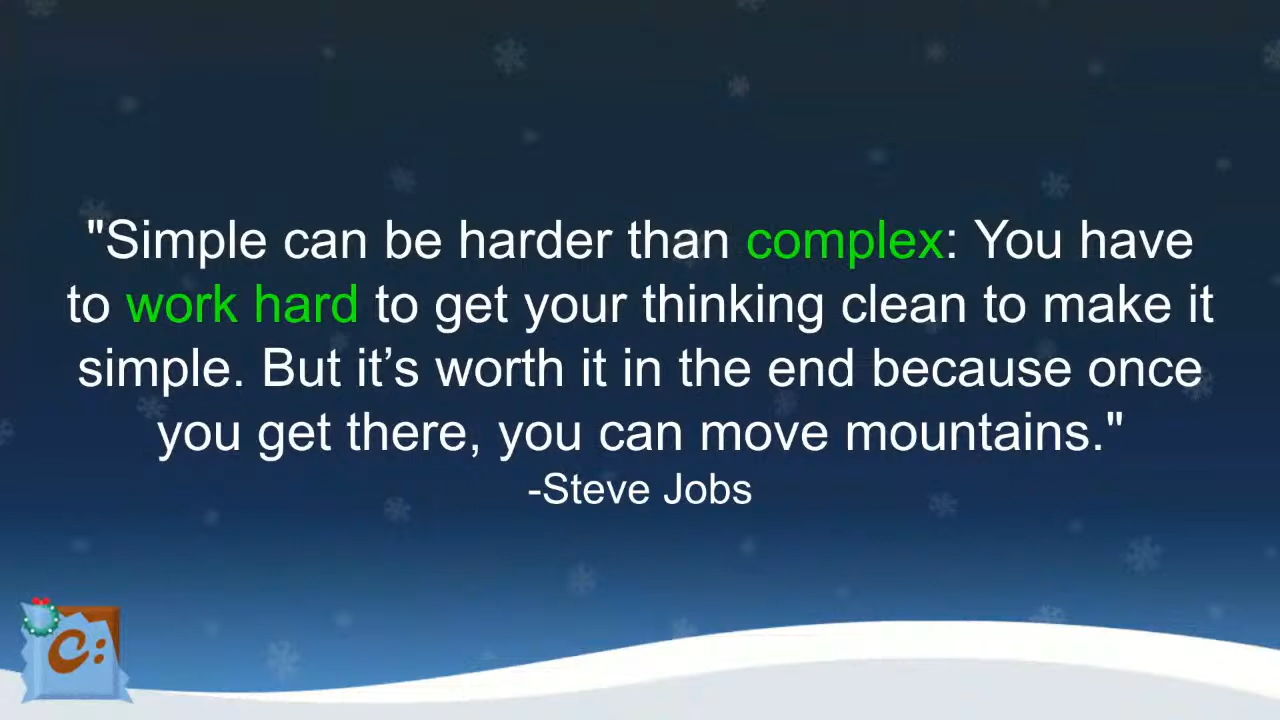 "Simple can be harder than complex: You have
to work hard to get your thinking clean to make it
simple. But it’s worth it in the end because once
you get there, you can move mountains."
-Steve Jobs
C: